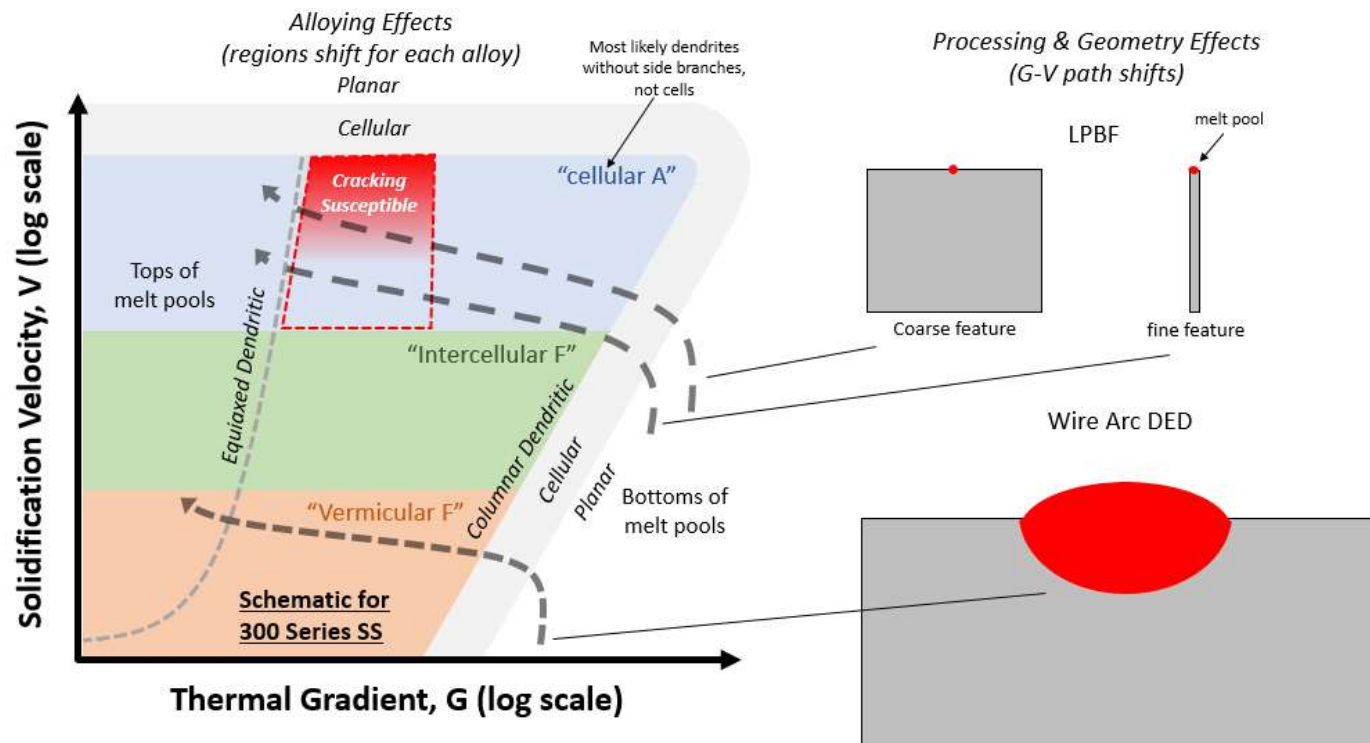 Alloying Effects
(regions shift for each alloy)
Planar
Cellular
Most likely dendrites
without side branches,
not cells
Processing & Geometry Effects
(G-V path shifts)
LPBF
melt pool
Coarse feature
fine feature
Wire Arc DED
Solidification Velocity, V (log scale)
"cellular A"
Cracking
Susceptible
Tops of
melt pools
Equiaxed Dendritic
"Intercellular F"
Columnar Dendritic
Cellular
Planar
Bottoms of
melt pools
"Vermicular F"
Schematic for
300 Series SS
Thermal Gradient, G (log scale)